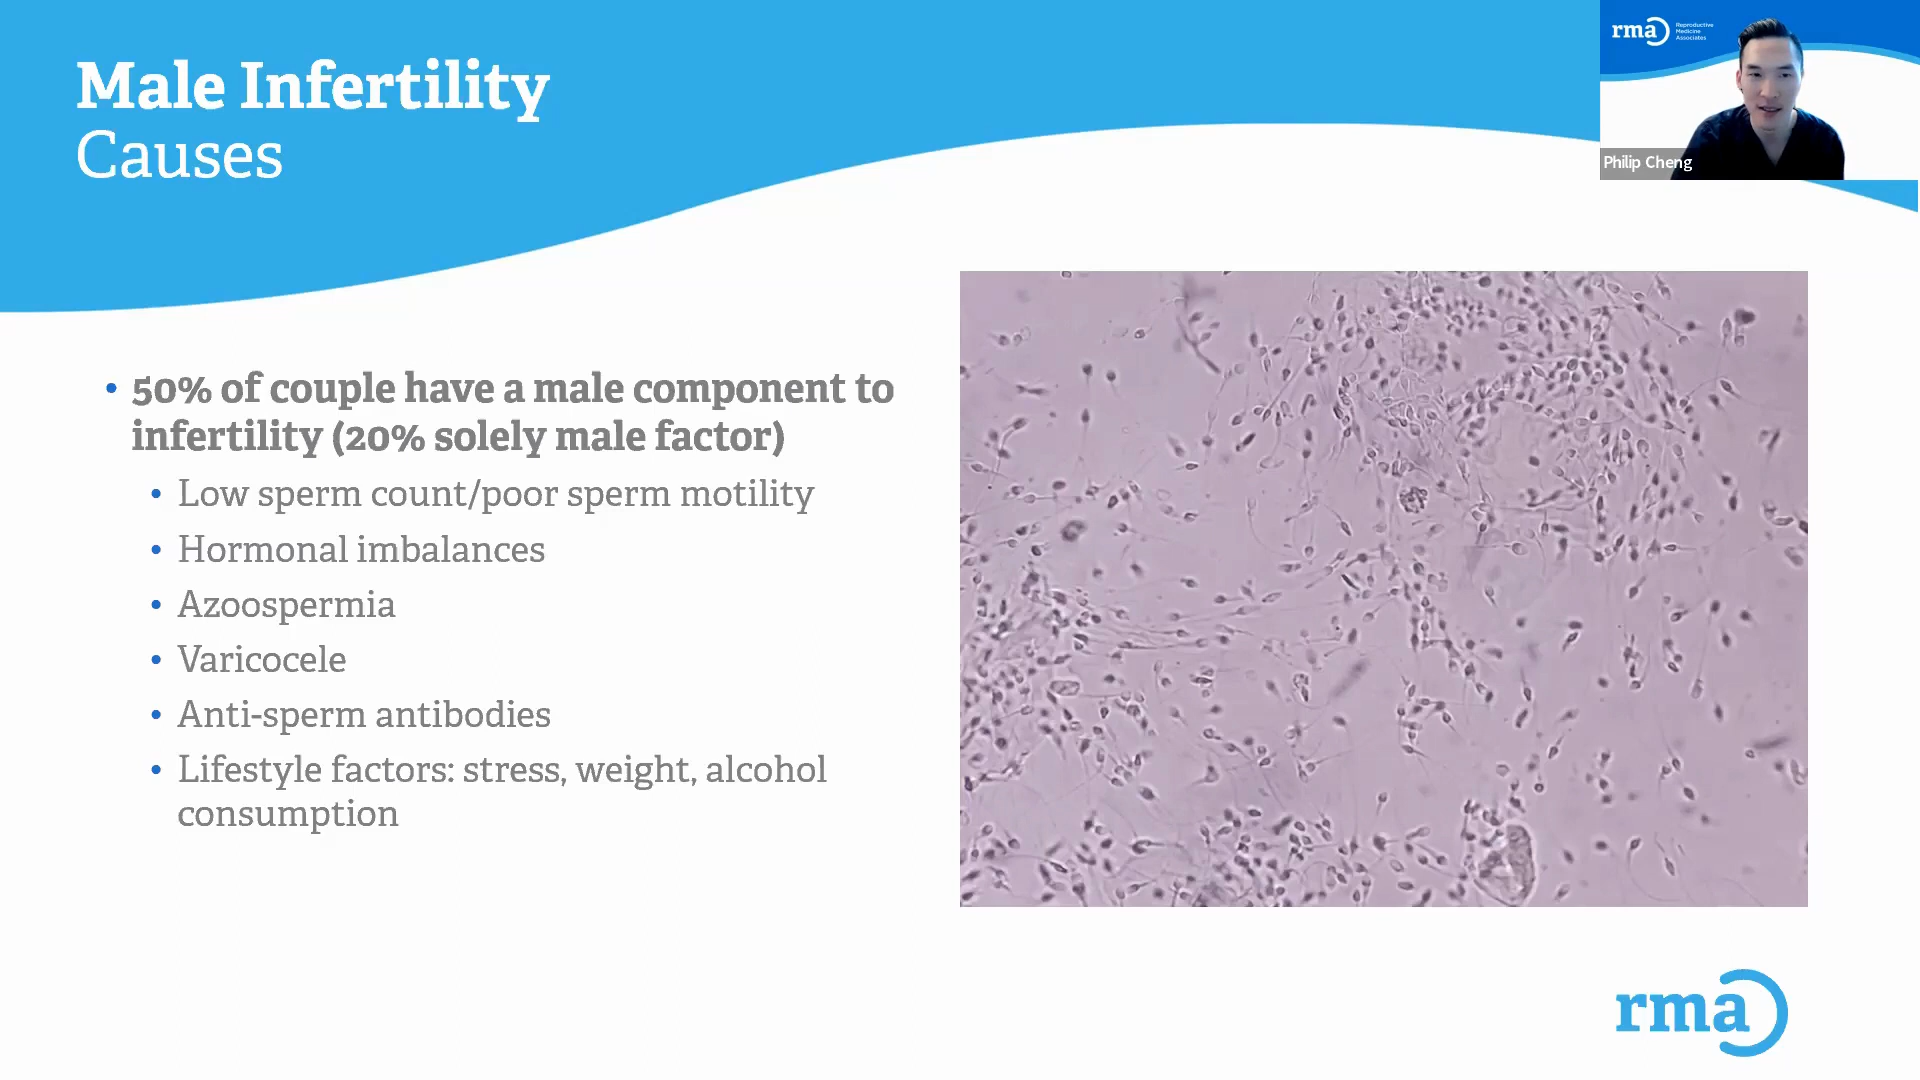 Male Infertility
Causes
rma
Reproductive
Medicine
Associates
Philip Cheng
• 50% of couple have a male component to
infertility (20% solely male factor)
• Low sperm count/poor sperm motility
• Hormonal imbalances
• Azoospermia
• Varicocele
• Anti-sperm antibodies
• Lifestyle factors: stress, weight, alcohol
consumption
rma